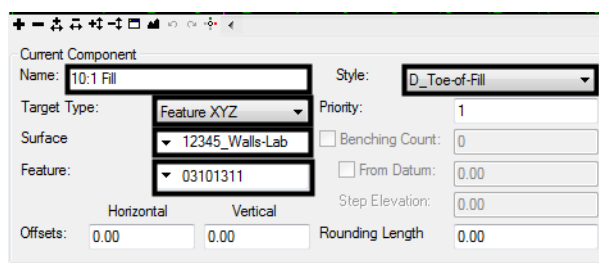 Current Component
Name: 10:1 Fill Style: D_Toe-of-Fill
Target Type: Feature XYZ Priority: 1
Surface 12345_Walls-Lab Benching Count: 0
Feature: 03101311 From Datum: 0.00
Step Elevation: 0.00
Horizontal Vertical
Offsets: 0.00 0.00 Rounding Length 0.00